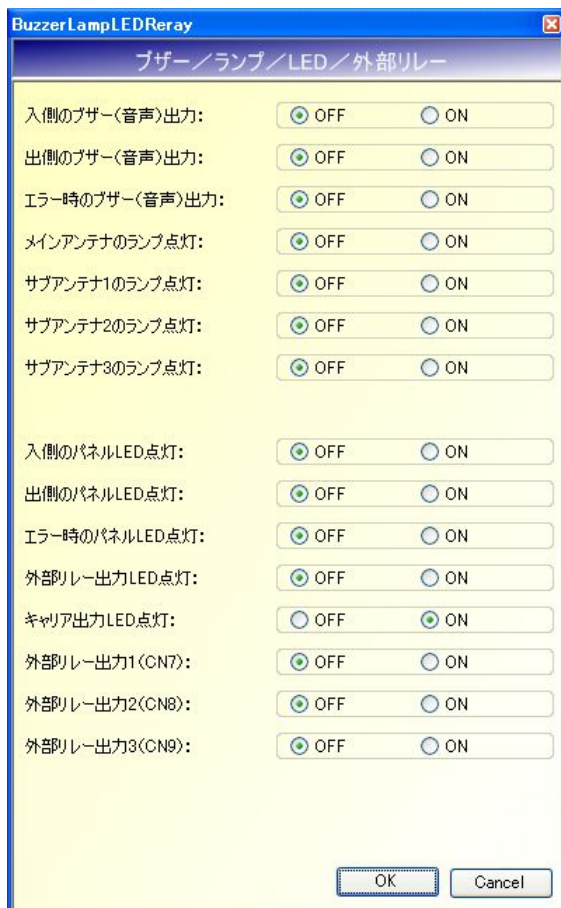 BuzzerLampLEDReray
ブザー／ランプ／LED／外部リレー
入側のブザー(音声)出力: OFF ON
出側のブザー(音声)出力: OFF ON
エラー時のブザー(音声)出力: OFF ON
メインアンテナのランプ点灯: OFF ON
サブアンテナ1のランプ点灯: OFF ON
サブアンテナ2のランプ点灯: OFF ON
サブアンテナ3のランプ点灯: OFF ON
入側のパネルLED点灯: OFF ON
出側のパネルLED点灯: OFF ON
エラー時のパネルLED点灯: OFF ON
外部リレー出力LED点灯: OFF ON
キャリア出力LED点灯: OFF ON
外部リレー出力1(CN7): OFF ON
外部リレー出力2(CN8): OFF ON
外部リレー出力3(CN9): OFF ON
OK Cancel